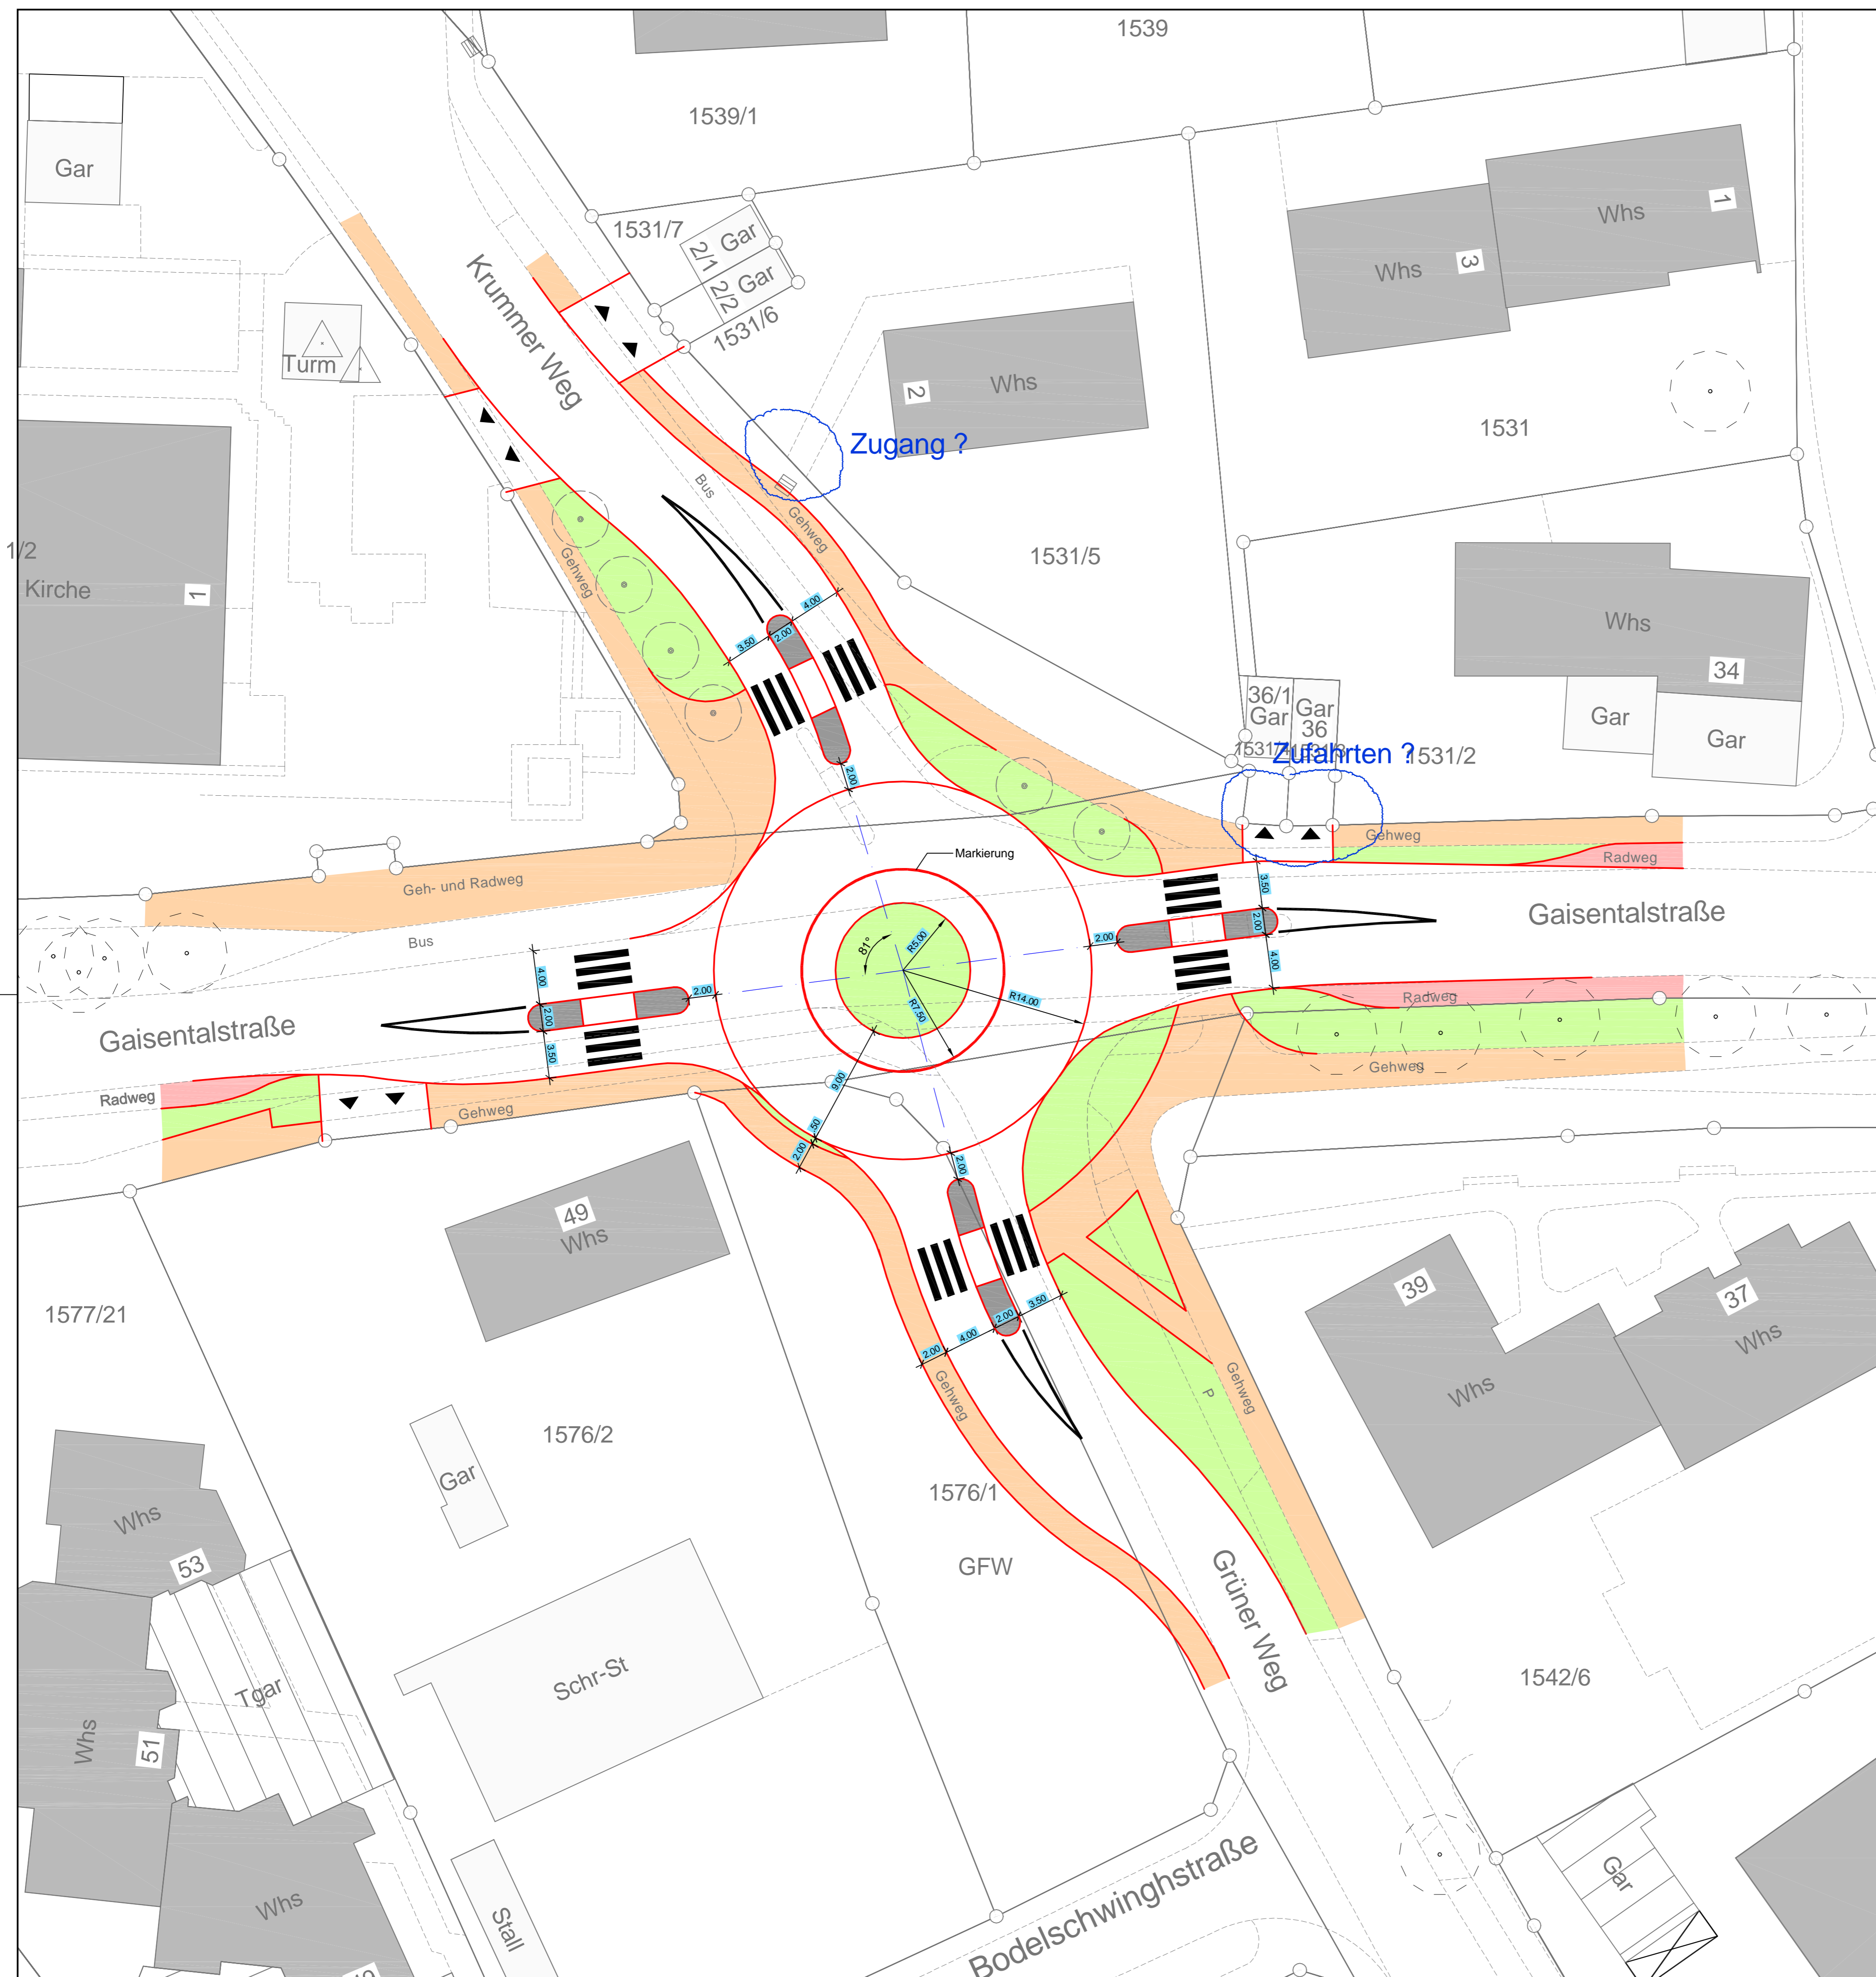 1539
1539/1
Gar
1531/7
2/1 Gar
2/2 Gar
1531/6
Whs
1
Whs
3
Krummer Weg
Turm
2
Whs
Zugang ?
1531
Bus
Gehweg
1/2
Kirche
1
Gehweg
1531/5
Whs
34
4.00
2.00
3.50
36/1
Gar
Gar
36
Gar
Gar
Zufahrten ?
1531/2
2.00
Gehweg
Radweg
Markierung
Geh- und Radweg
3.50
2.00
4.00
Gaisentalstraße
Bus
81°
R5.00
2.00
4.00
2.00
R14.00
R7.50
Radweg
2.00
3.50
Gaisentalstraße
Gehweg
Radweg
Gehweg
9.00
.50
2.00
2.00
49
Whs
39
37
Whs
Whs
1577/21
3.50
2.00
4.00
2.00
Gehweg
Gehweg
P
1576/2
Gar
1576/1
GFW
Whs
53
Grüner Weg
Schr-St
Tgar
1542/6
Whs
51
Bodelschwinghstraße
Gar
Whs
Stall